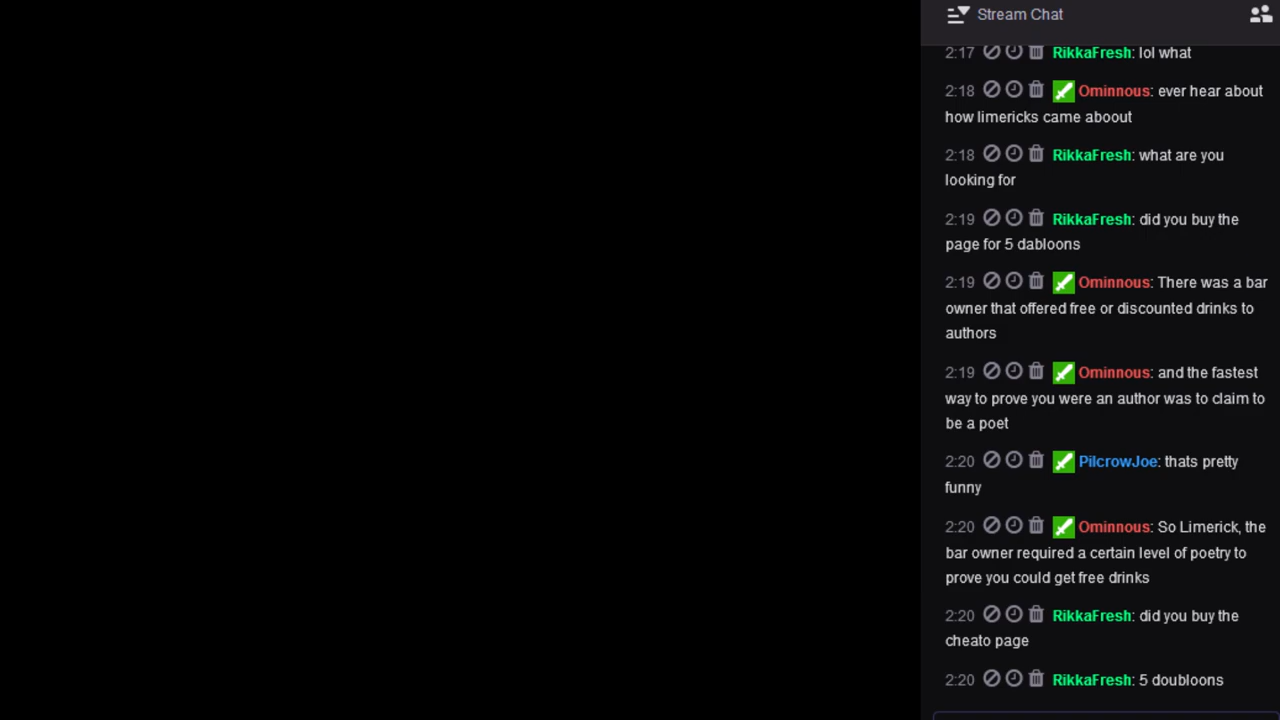 Stream Chat
2:17 RikkaFresh: lol what
2:18 Ominnous: ever hear about
how limericks came aboout
2:18 RikkaFresh: what are you
looking for
2:19 RikkaFresh: did you buy the
page for 5 dabloons
2:19 Ominnous: There was a bar
owner that offered free or discounted drinks to
authors
2:19 Ominnous: and the fastest
way to prove you were an author was to claim to
be a poet
2:20 PilcrowJoe: thats pretty
funny
2:20 Ominnous: So Limerick, the
bar owner required a certain level of poetry to
prove you could get free drinks
2:20 RikkaFresh: did you buy the
cheato page
2:20 RikkaFresh: 5 doubloons